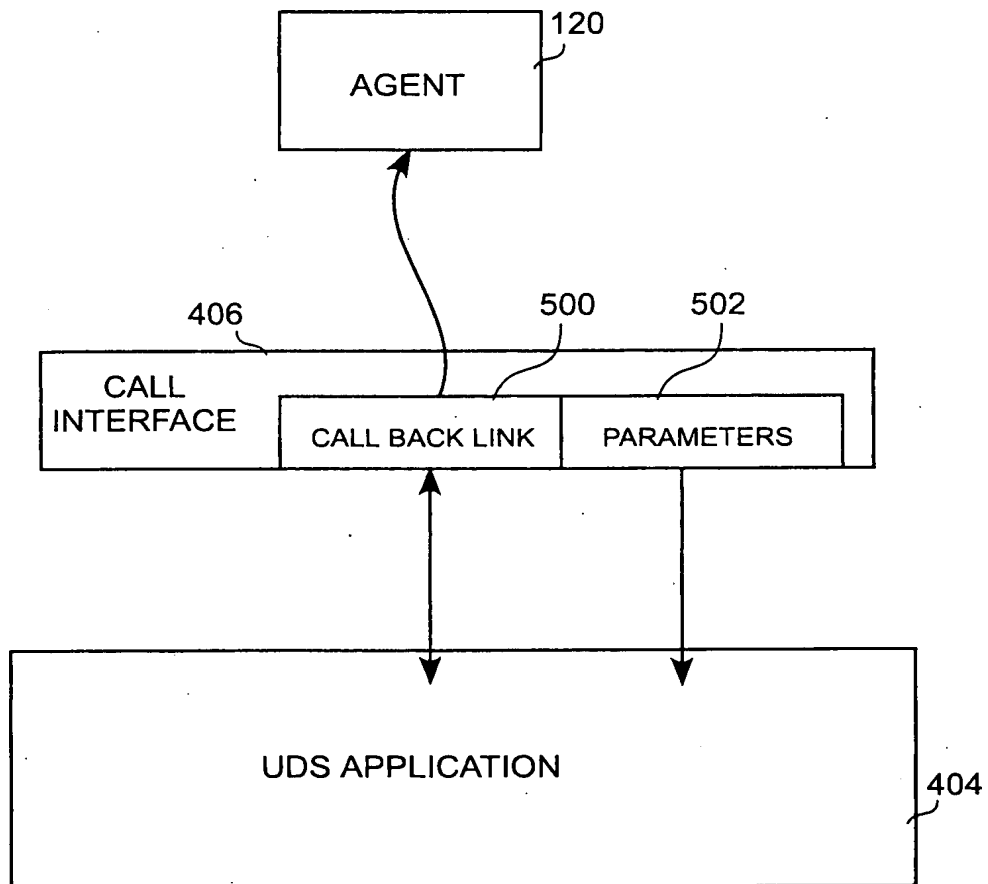 120
AGENT
406
500
502
CALL
INTERFACE
CALL BACK LINK
PARAMETERS
UDS APPLICATION
404